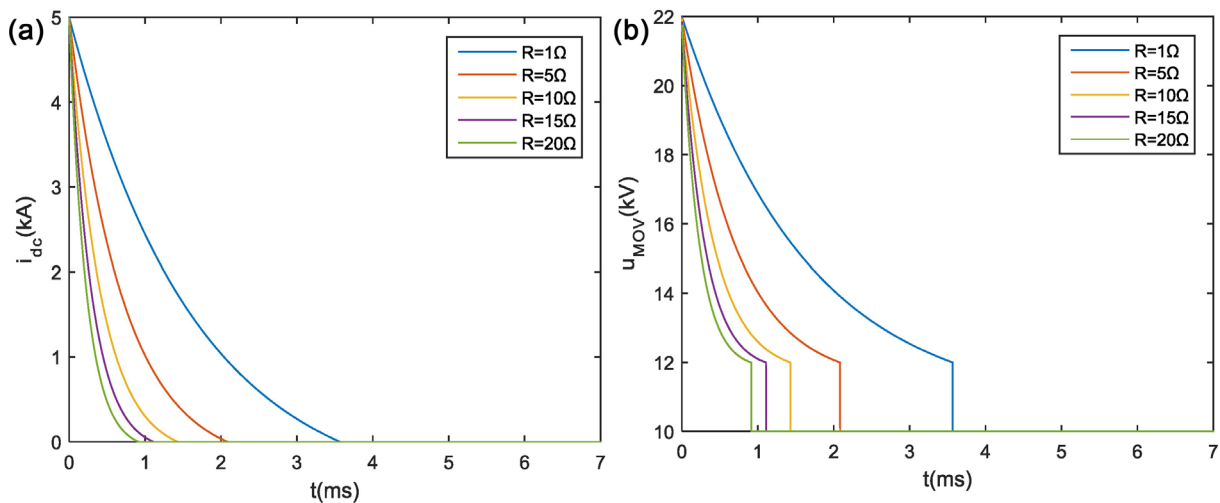 (a)
i_dc(kA)
5
4
3
2
1
0
0 1 2 3 4 5 6 7
t(ms)
R=1Ω
R=5Ω
R=10Ω
R=15Ω
R=20Ω
(b)
u_MOV(kV)
22
20
18
16
14
12
10
0 1 2 3 4 5 6 7
t(ms)
R=1Ω
R=5Ω
R=10Ω
R=15Ω
R=20Ω